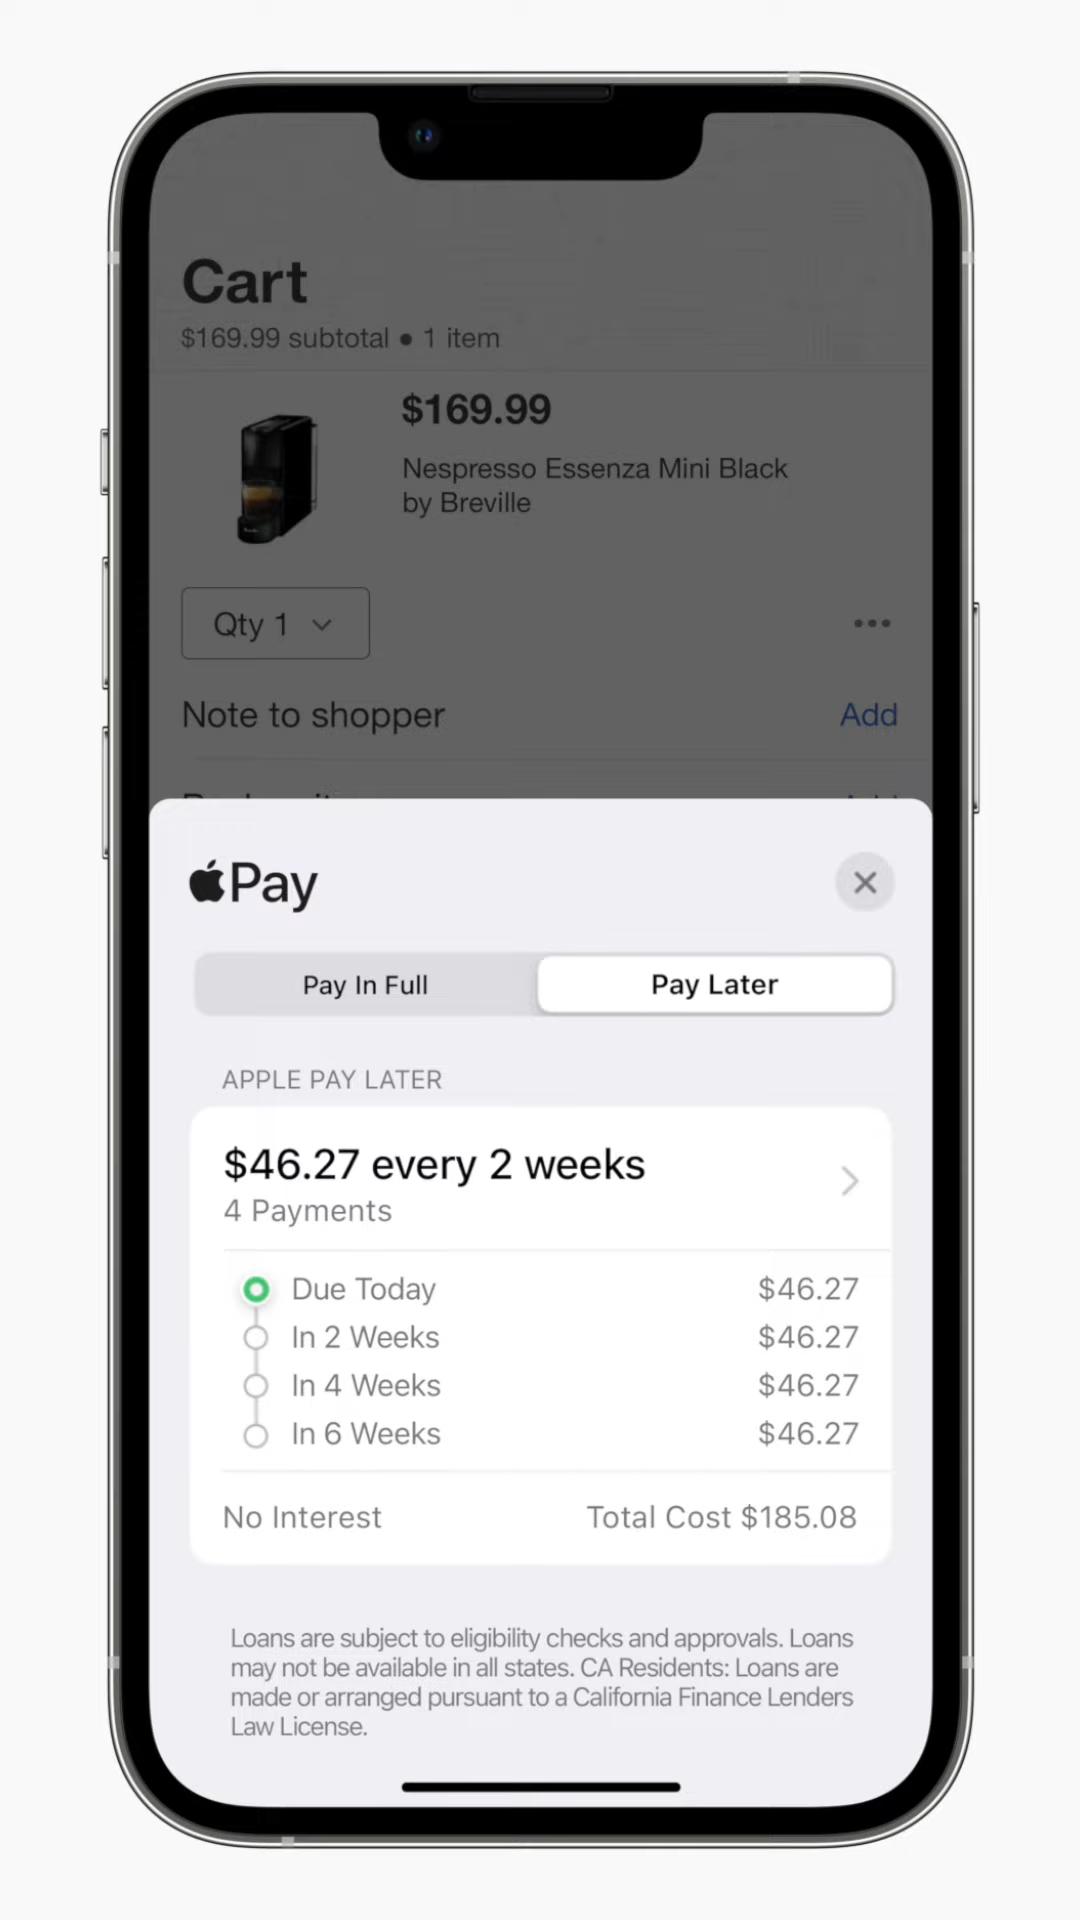 Cart
$169.99 subtotal • 1 item
$169.99
Nespresso Essenza Mini Black
by Breville
Qty 1
Note to shopper
Add
Pay
Pay In Full
Pay Later
APPLE PAY LATER
$46.27 every 2 weeks
4 Payments
Due Today $46.27
In 2 Weeks $46.27
In 4 Weeks $46.27
In 6 Weeks $46.27
No Interest
Total Cost $185.08
Loans are subject to eligibility checks and approvals. Loans
may not be available in all states. CA Residents: Loans are
made or arranged pursuant to a California Finance Lenders
Law License.